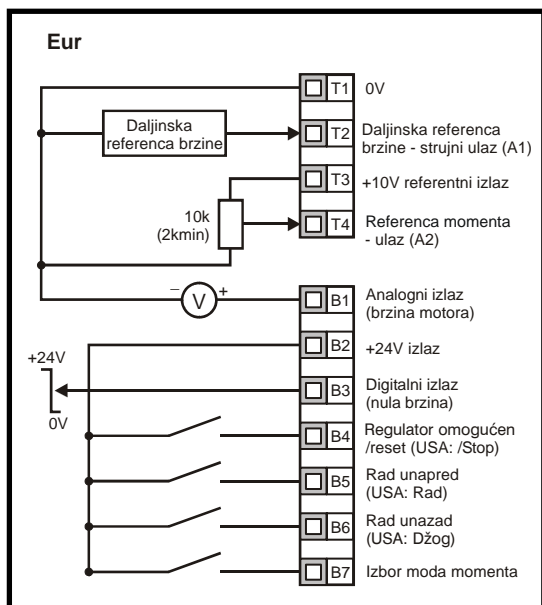 Eur
T1
0V
Daljinska
referenca brzine
T2
Daljinska referenca
brzine - strujni ulaz (A1)
T3
+10V referentni izlaz
10k
(2kmin)
T4
Referenca momenta
- ulaz (A2)
− V +
B1
Analogni izlaz
(brzina motora)
B2
+24V izlaz
+24V
0V
B3
Digitalni izlaz
(nula brzina)
B4
Regulator omogućen
/reset (USA: /Stop)
B5
Rad unapred
(USA: Rad)
B6
Rad unazad
(USA: Džog)
B7
Izbor moda momenta